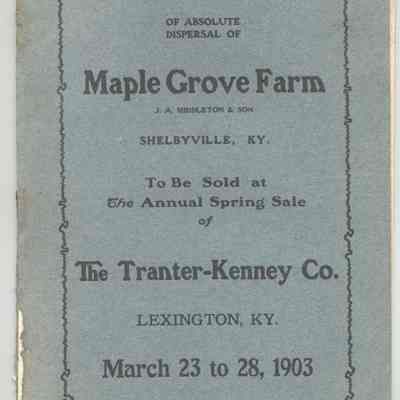 OF ABSOLUTE
DISPERSAL OF
Maple Grove Farm
J. A. MIDDLETON & SON
SHELBYVILLE, KY.
To Be Sold at
The Annual Spring Sale
of
The Tranter-Kenney Co.
LEXINGTON, KY.
March 23 to 28, 1903